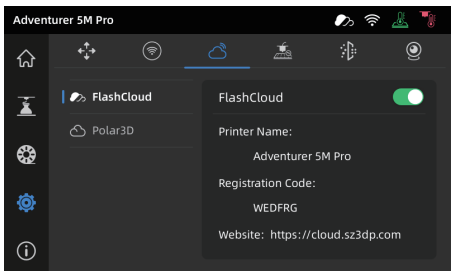 Adventurer 5M Pro
FlashCloud
Polar3D
FlashCloud
Printer Name:
Adventurer 5M Pro
Registration Code:
WEDFRG
Website: https://cloud.sz3dp.com